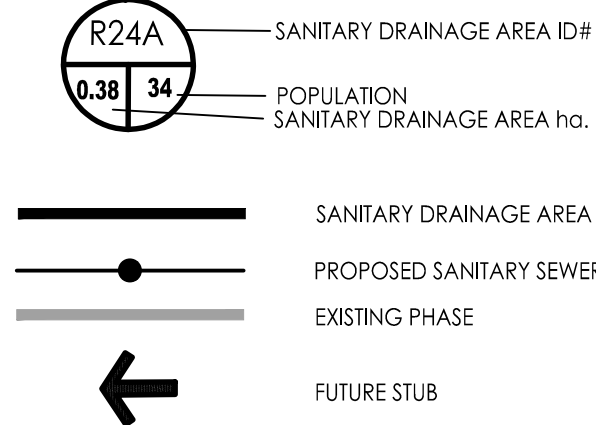 R24A
SANITARY DRAINAGE AREA ID#
0.38
34
POPULATION
SANITARY DRAINAGE AREA ha.
SANITARY DRAINAGE AREA
PROPOSED SANITARY SEWER
EXISTING PHASE
FUTURE STUB